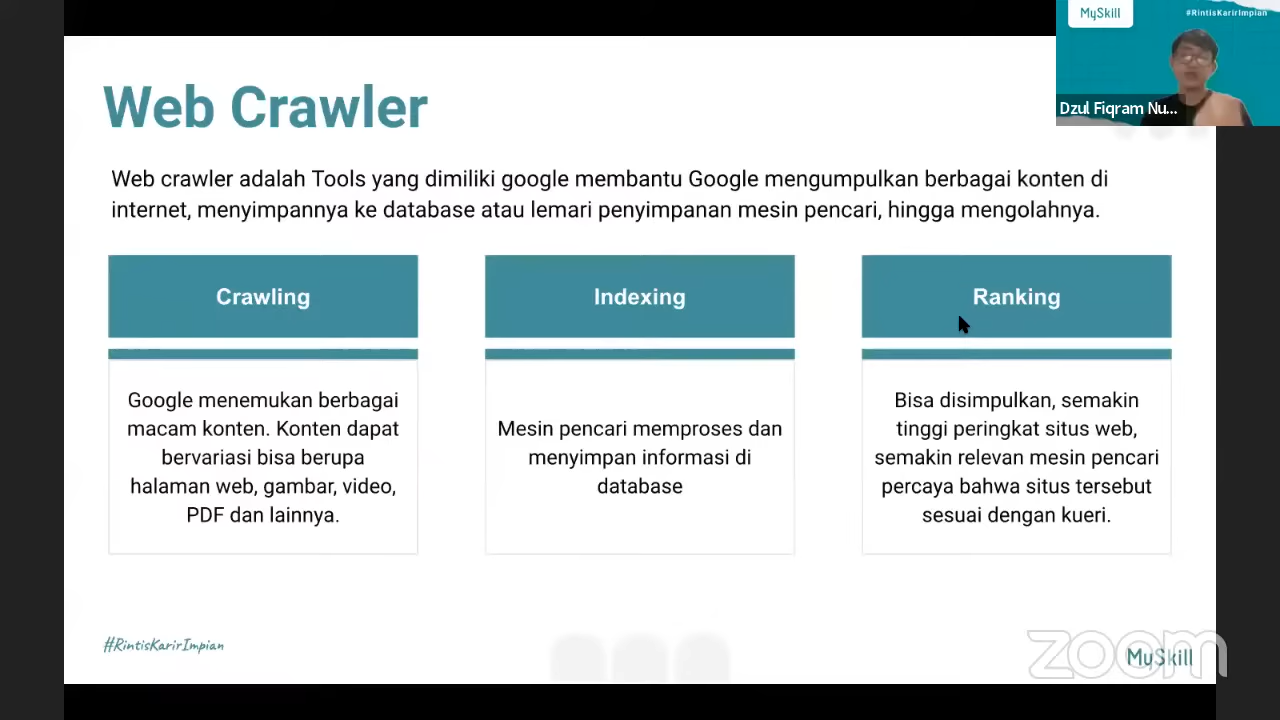 MySkill
#RintisKarirImpian
Dzul Fiqram Nu...
Web Crawler
Web crawler adalah Tools yang dimiliki google membantu Google mengumpulkan berbagai konten di
internet, menyimpannya ke database atau lemari penyimpanan mesin pencari, hingga mengolahnya.
Crawling
Google menemukan berbagai
macam konten. Konten dapat
bervariasi bisa berupa
halaman web, gambar, video,
PDF dan lainnya.
Indexing
Mesin pencari memproses dan
menyimpan informasi di
database
Ranking
Bisa disimpulkan, semakin
tinggi peringkat situs web,
semakin relevan mesin pencari
percaya bahwa situs tersebut
sesuai dengan kueri.
#RintisKarirImpian
zoom
MySkill